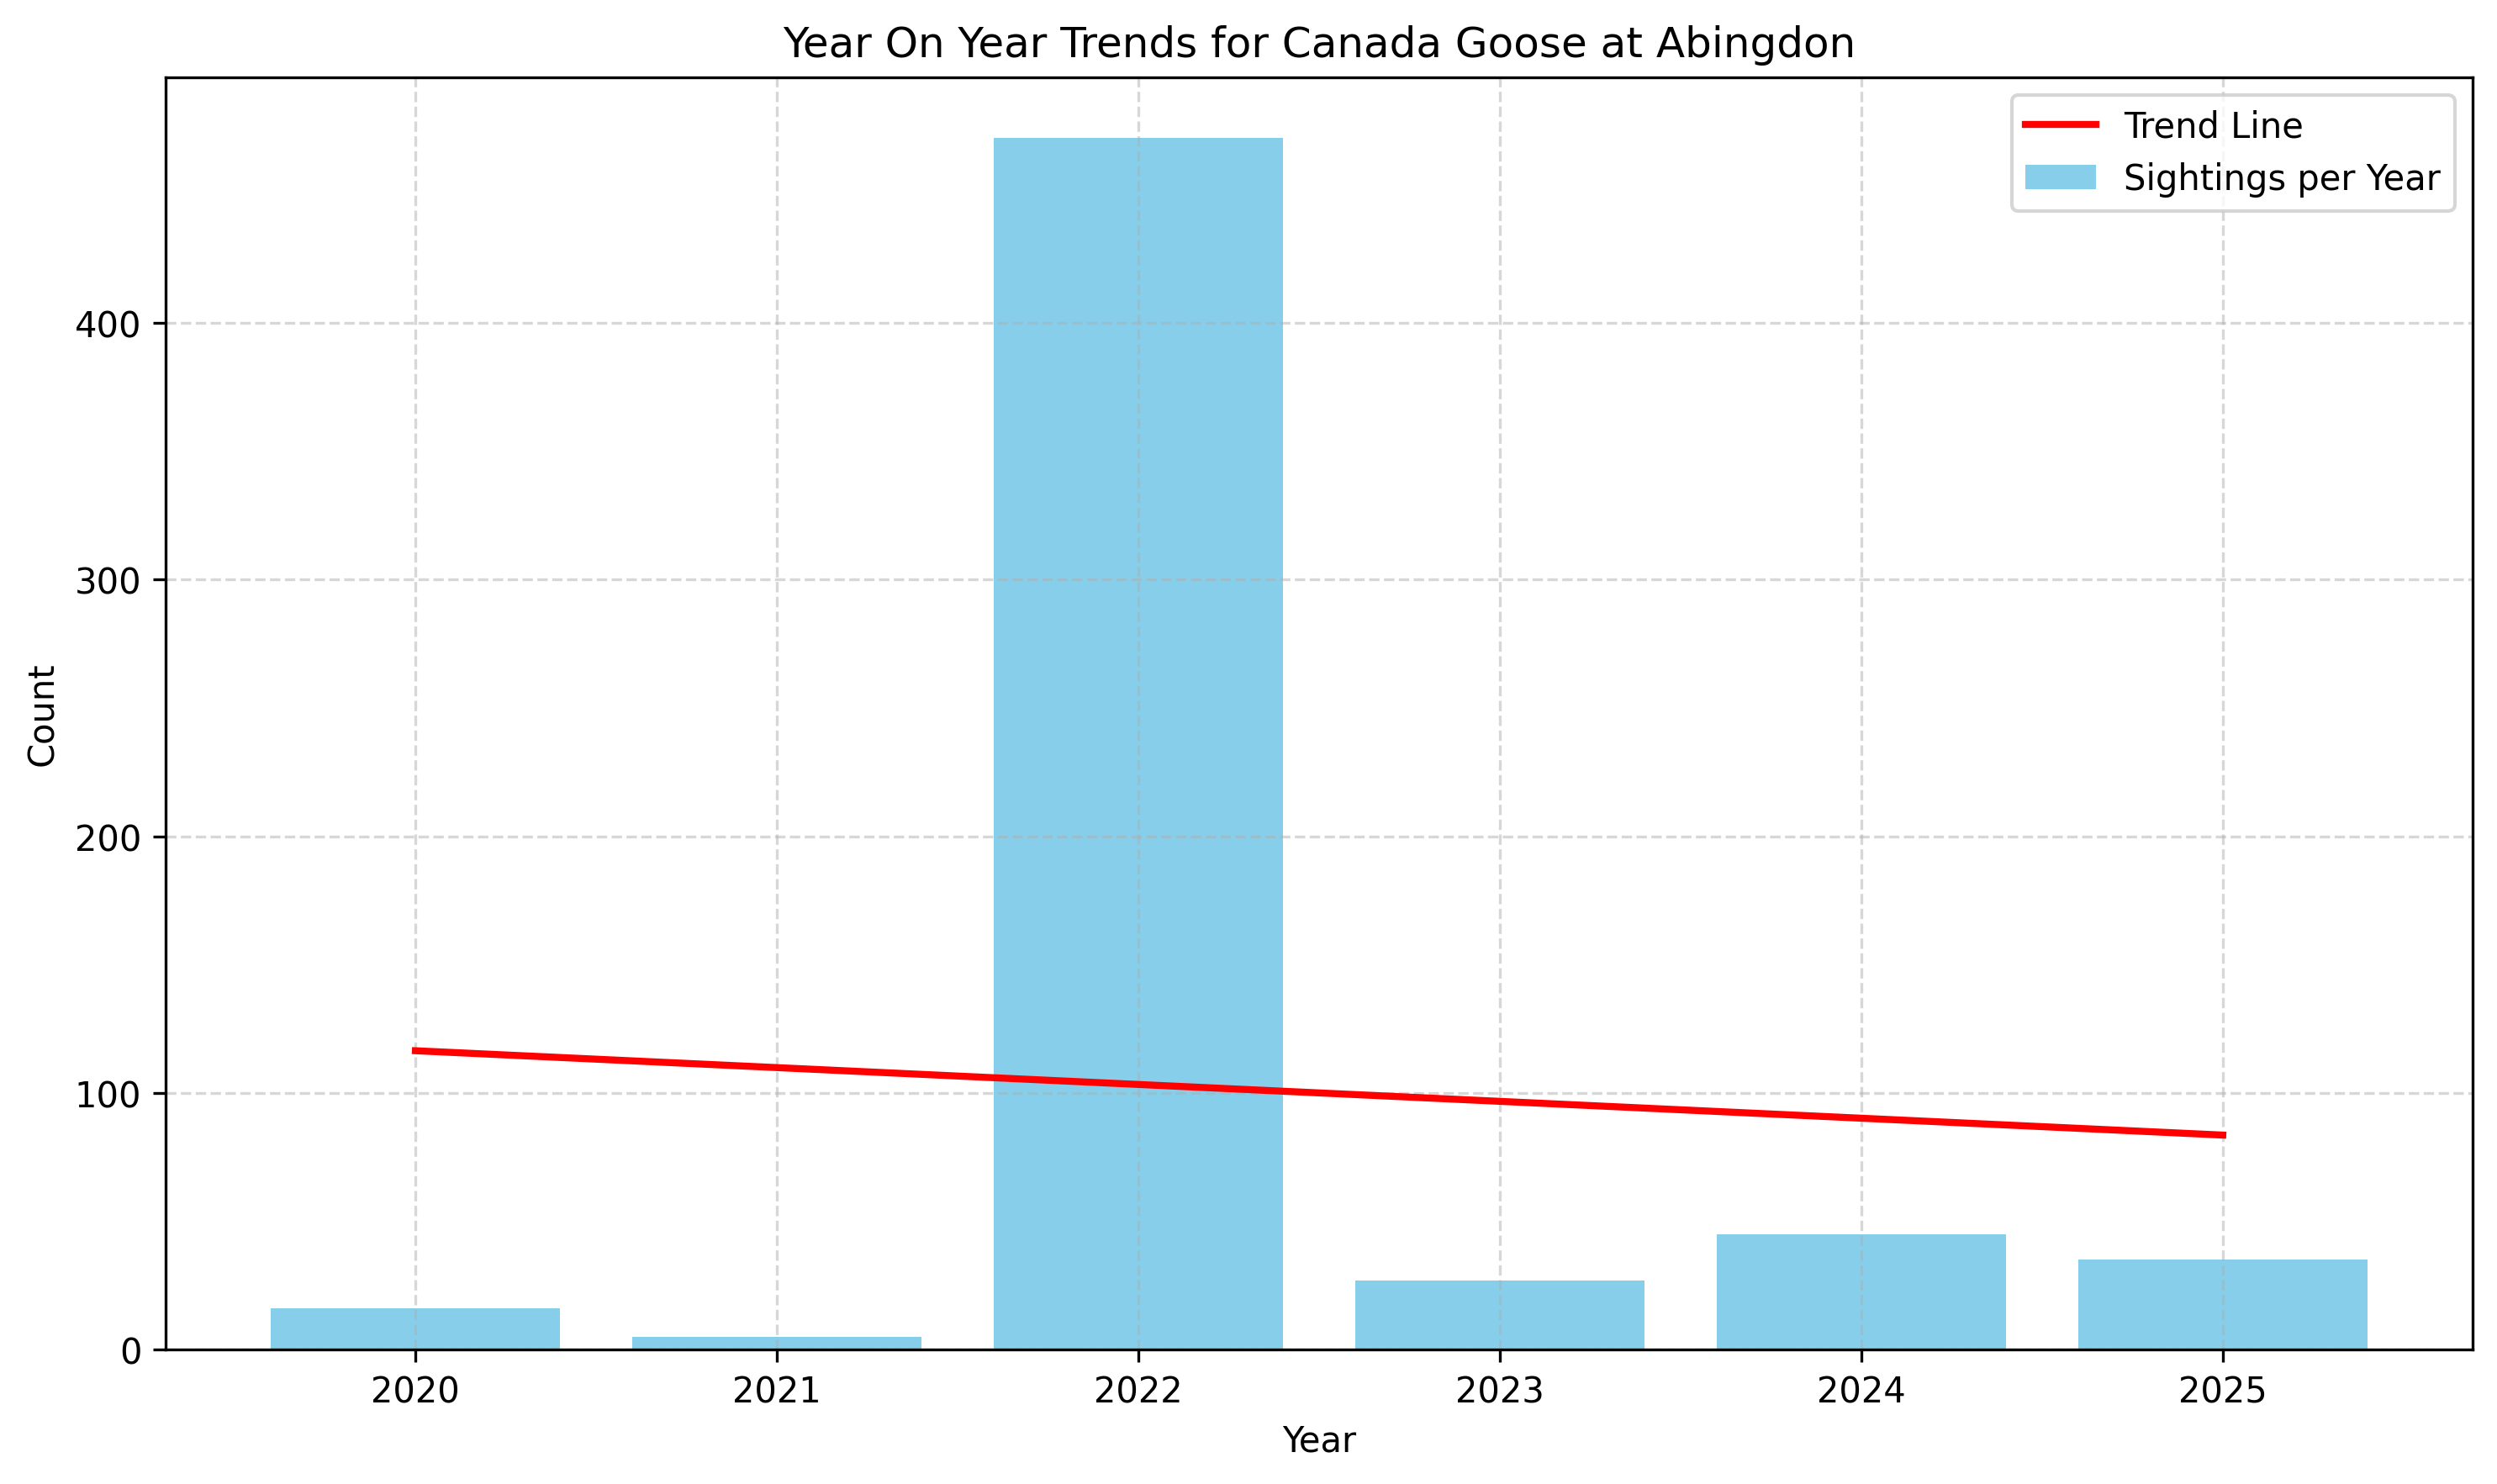 Year On Year Trends for Canada Goose at Abingdon
Trend Line
Sightings per Year
400
300
200
100
0
Count
2020 2021 2022 2023 2024 2025
Year